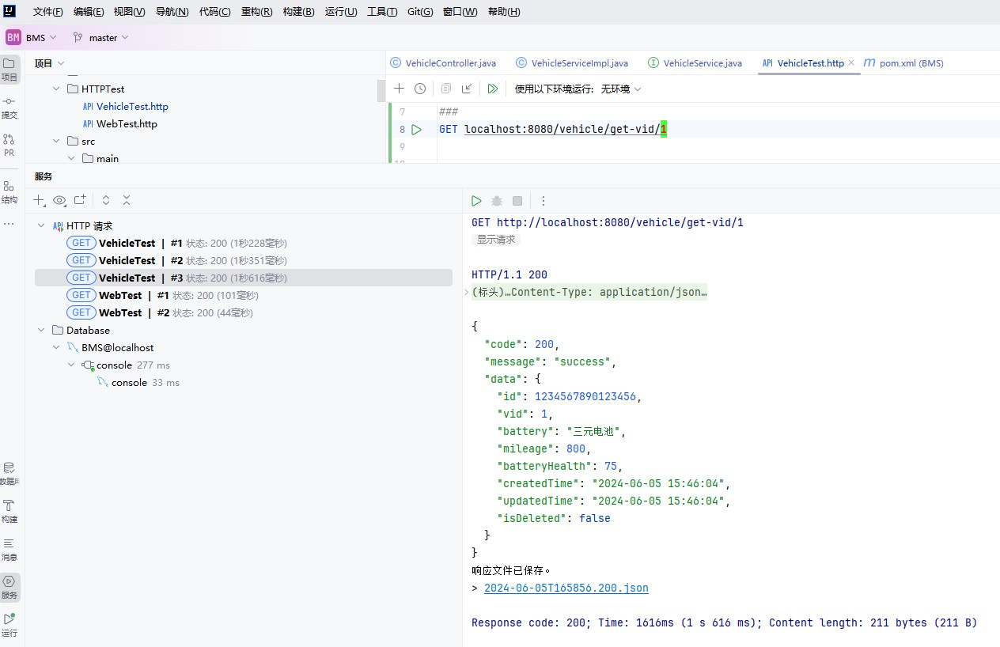 文件(F) 编辑(E) 视图(V) 导航(N) 代码(C) 重构(R) 构建(B) 运行(U) 工具(T) Git(G) 窗口(W) 帮助(H)
BM BMS master
项目
提交
PR
结构
数据库
构建
消息
服务
运行
项目
HTTPTest
API VehicleTest.http
API WebTest.http
src
main
VehicleController.java VehicleServiceImpl.java VehicleService.java API VehicleTest.http pom.xml (BMS)
使用以下环境运行: 无环境
7 ###
8 GET localhost:8080/vehicle/get-vid/1
9
服务
API HTTP 请求
GET VehicleTest | #1 状态: 200 (1秒228毫秒)
GET VehicleTest | #2 状态: 200 (1秒351毫秒)
GET VehicleTest | #3 状态: 200 (1秒616毫秒)
GET WebTest | #1 状态: 200 (101毫秒)
GET WebTest | #2 状态: 200 (44毫秒)
Database
BMS@localhost
console 277 ms
console 33 ms
GET http://localhost:8080/vehicle/get-vid/1
显示请求
HTTP/1.1 200
(标头)…Content-Type: application/json…
{
"code": 200,
"message": "success",
"data": {
"id": 1234567890123456,
"vid": 1,
"battery": "三元电池",
"mileage": 800,
"batteryHealth": 75,
"createdTime": "2024-06-05 15:46:04",
"updatedTime": "2024-06-05 15:46:04",
"isDeleted": false
}
}
响应文件已保存。
> 2024-06-05T165856.200.json
Response code: 200; Time: 1616ms (1 s 616 ms); Content length: 211 bytes (211 B)